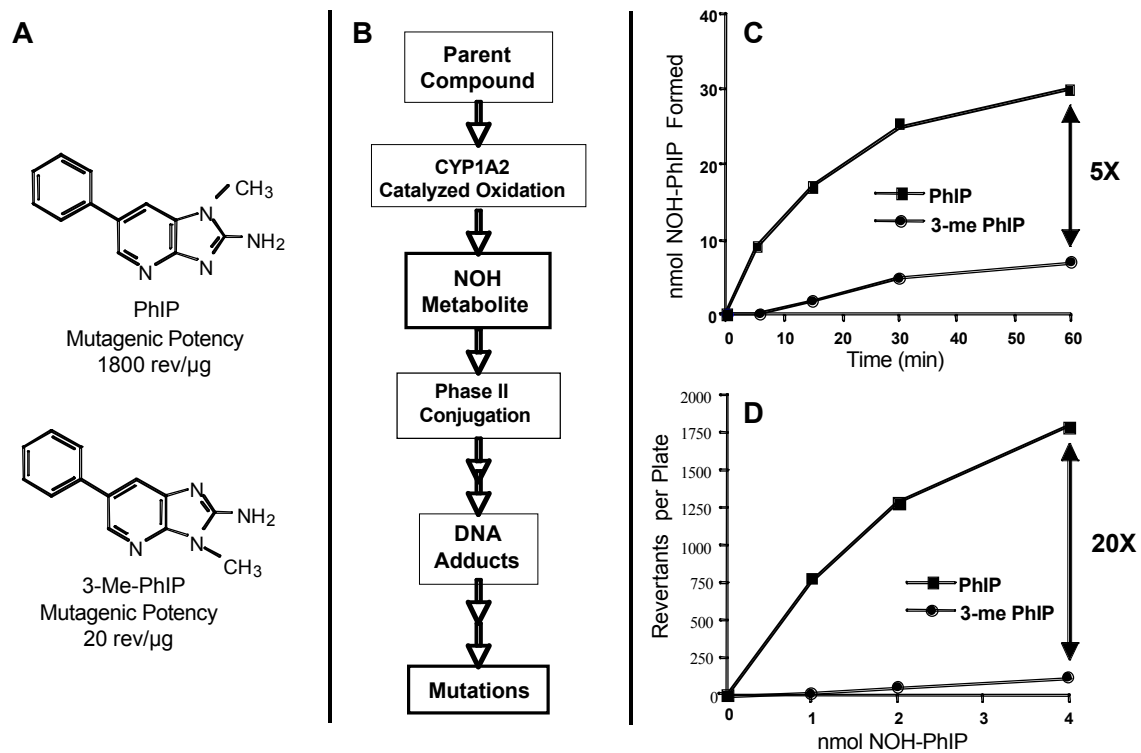 A
N
CH3
N
NH2
N
PhIP
Mutagenic Potency
1800 rev/µg
N
NH2
N
N
CH3
3-Me-PhIP
Mutagenic Potency
20 rev/µg
B
Parent
Compound
CYP1A2
Catalyzed Oxidation
NOH
Metabolite
Phase II
Conjugation
DNA
Adducts
Mutations
C
nmol NOH-PhIP Formed
40
30
20
10
0
0 10 20 30 40 50 60
Time (min)
PhIP
3-me PhIP
5X
D
Revertants per Plate
2000
1750
1500
1250
1000
750
500
250
0
0 1 2 3 4
nmol NOH-PhIP
PhIP
3-me PhIP
20X